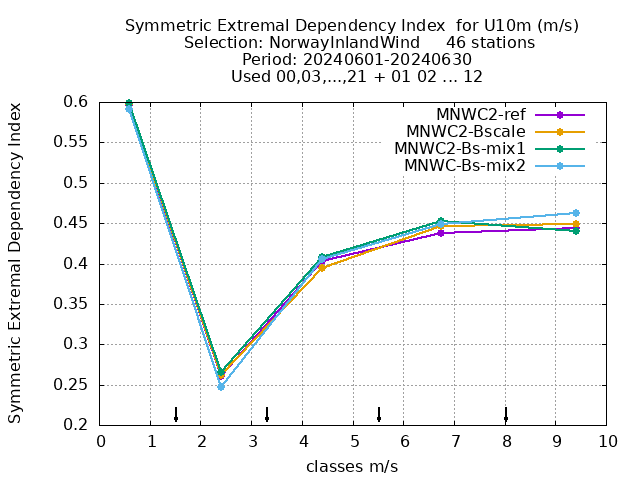 Symmetric Extremal Dependency Index  for U10m (m/s)
Selection: NorwayInlandWind     46 stations
Period: 20240601-20240630
Used 00,03,...,21 + 01 02 ... 12
Symmetric Extremal Dependency Index
0.6
0.55
0.5
0.45
0.4
0.35
0.3
0.25
0.2
MNWC2-ref
MNWC2-Bscale
MNWC2-Bs-mix1
MNWC-Bs-mix2
0 1 2 3 4 5 6 7 8 9 10
classes m/s